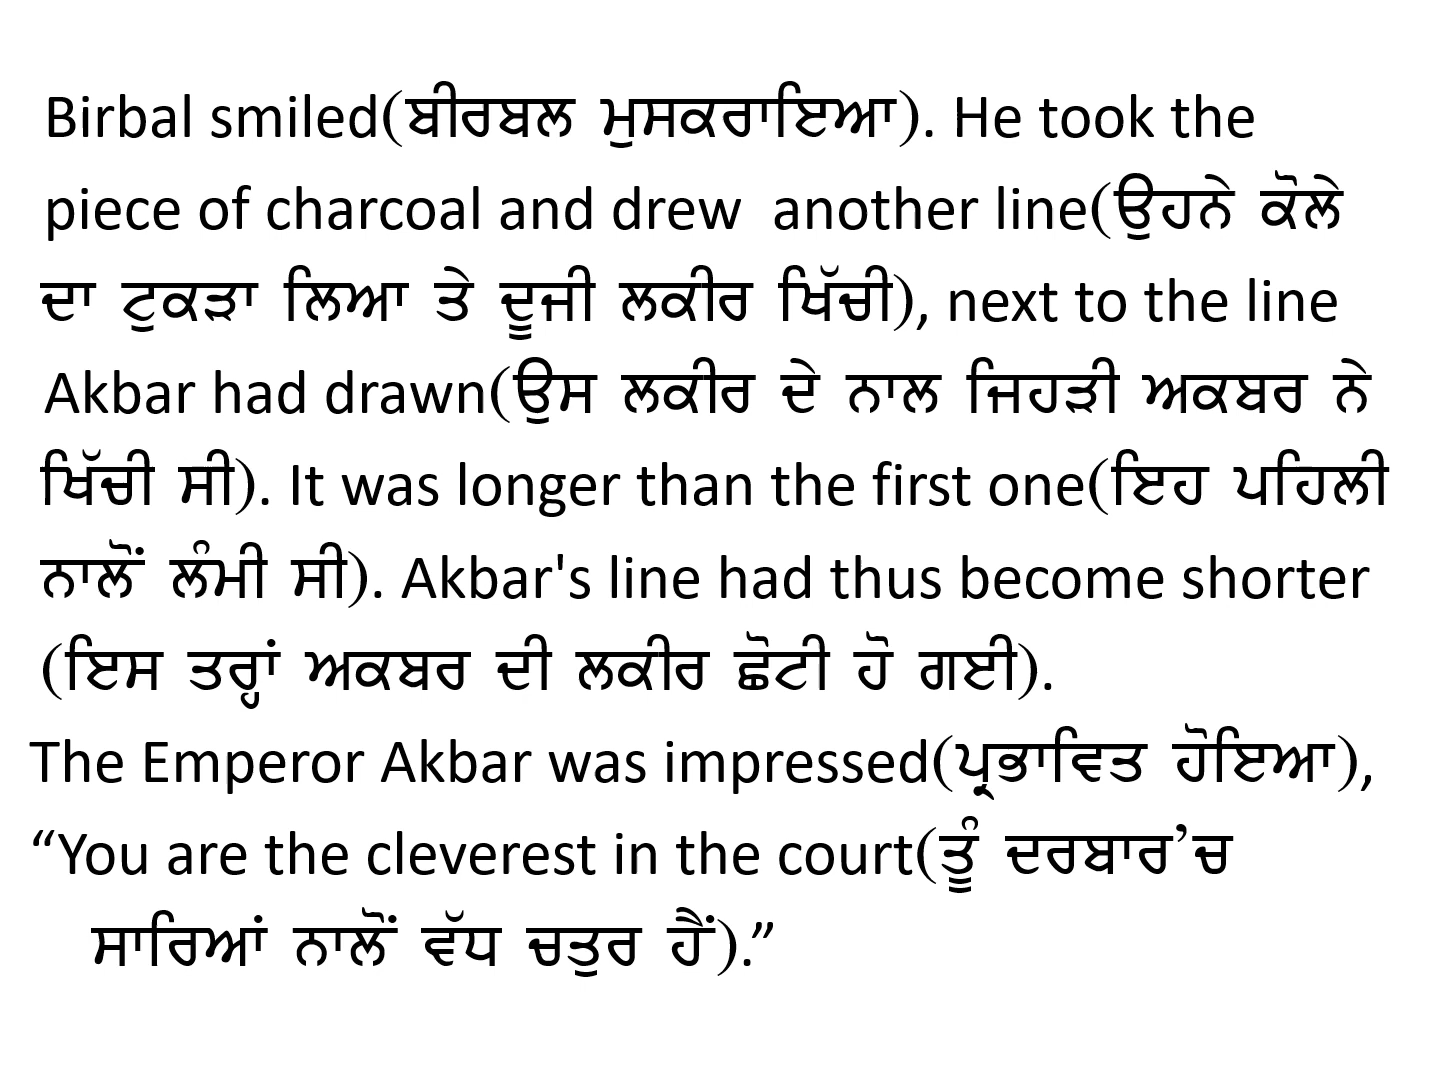 Birbal smiled(ਬੀਰਬਲ ਮੁਸਕਰਾਇਆ). He took the
piece of charcoal and drew  another line(ਉਹਨੇ ਕੋਲੇ
ਦਾ ਟੁਕੜਾ ਲਿਆ ਤੇ ਦੂਜੀ ਲਕੀਰ ਖਿੱਚੀ), next to the line
Akbar had drawn(ਉਸ ਲਕੀਰ ਦੇ ਨਾਲ ਜਿਹੜੀ ਅਕਬਰ ਨੇ
ਖਿੱਚੀ ਸੀ). It was longer than the first one(ਇਹ ਪਹਿਲੀ
ਨਾਲੋਂ ਲੰਮੀ ਸੀ). Akbar's line had thus become shorter
(ਇਸ ਤਰ੍ਹਾਂ ਅਕਬਰ ਦੀ ਲਕੀਰ ਛੋਟੀ ਹੋ ਗਈ).
The Emperor Akbar was impressed(ਪ੍ਰਭਾਵਿਤ ਹੋਇਆ),
“You are the cleverest in the court(ਤੂੰ ਦਰਬਾਰ’ਚ
ਸਾਰਿਆਂ ਨਾਲੋਂ ਵੱਧ ਚਤੁਰ ਹੈਂ).”